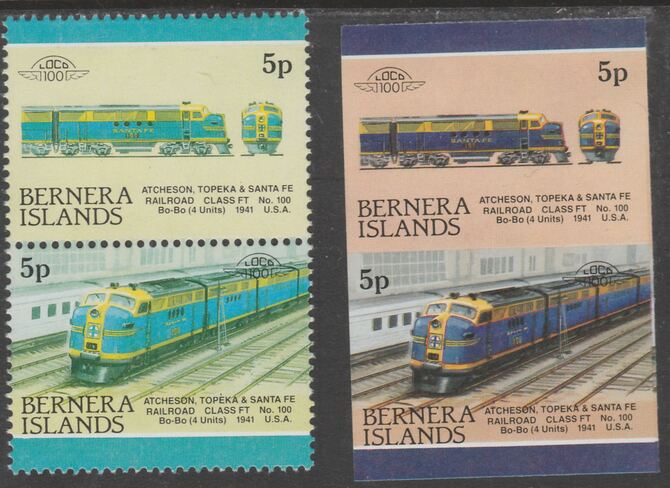 LOCO
100
5p
SANTA FE
BERNERA
ISLANDS
ATCHESON, TOPEKA & SANTA FE
RAILROAD CLASS FT No. 100
Bo-Bo (4 Units) 1941 U.S.A.
5p
LOCO
100
BERNERA
ISLANDS
ATCHESON, TOPEKA & SANTA FE
RAILROAD CLASS FT No. 100
Bo-Bo (4 Units) 1941 U.S.A.
LOCO
100
5p
SANTA FE
BERNERA
ISLANDS
ATCHESON, TOPEKA & SANTA FE
RAILROAD CLASS FT No. 100
Bo-Bo (4 Units) 1941 U.S.A.
5p
LOCO
100
BERNERA
ISLANDS
ATCHESON, TOPEKA & SANTA FE
RAILROAD CLASS FT No. 100
Bo-Bo (4 Units) 1941 U.S.A.